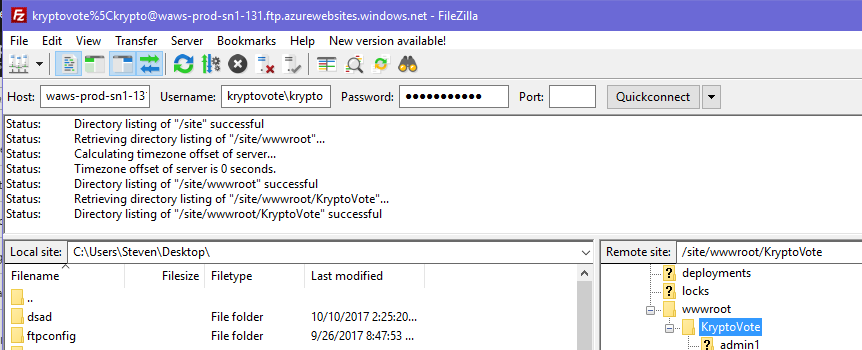 kryptovote%5Ckrypto@waws-prod-sn1-131.ftp.azurewebsites.windows.net - FileZilla
File Edit View Transfer Server Bookmarks Help New version available!
Host: waws-prod-sn1-131 Username: kryptovote\krypto Password: ●●●●●●●●●●● Port: Quickconnect
Status: Directory listing of "/site" successful
Status: Retrieving directory listing of "/site/wwwroot"...
Status: Calculating timezone offset of server...
Status: Timezone offset of server is 0 seconds.
Status: Directory listing of "/site/wwwroot" successful
Status: Retrieving directory listing of "/site/wwwroot/KryptoVote"...
Status: Directory listing of "/site/wwwroot/KryptoVote" successful
Local site: C:\Users\Steven\Desktop\ Remote site: /site/wwwroot/KryptoVote
Filename Filesize Filetype Last modified
..
dsad File folder 10/10/2017 2:25:20...
ftpconfig File folder 9/26/2017 8:47:53 ...
deployments
locks
wwwroot
KryptoVote
admin1